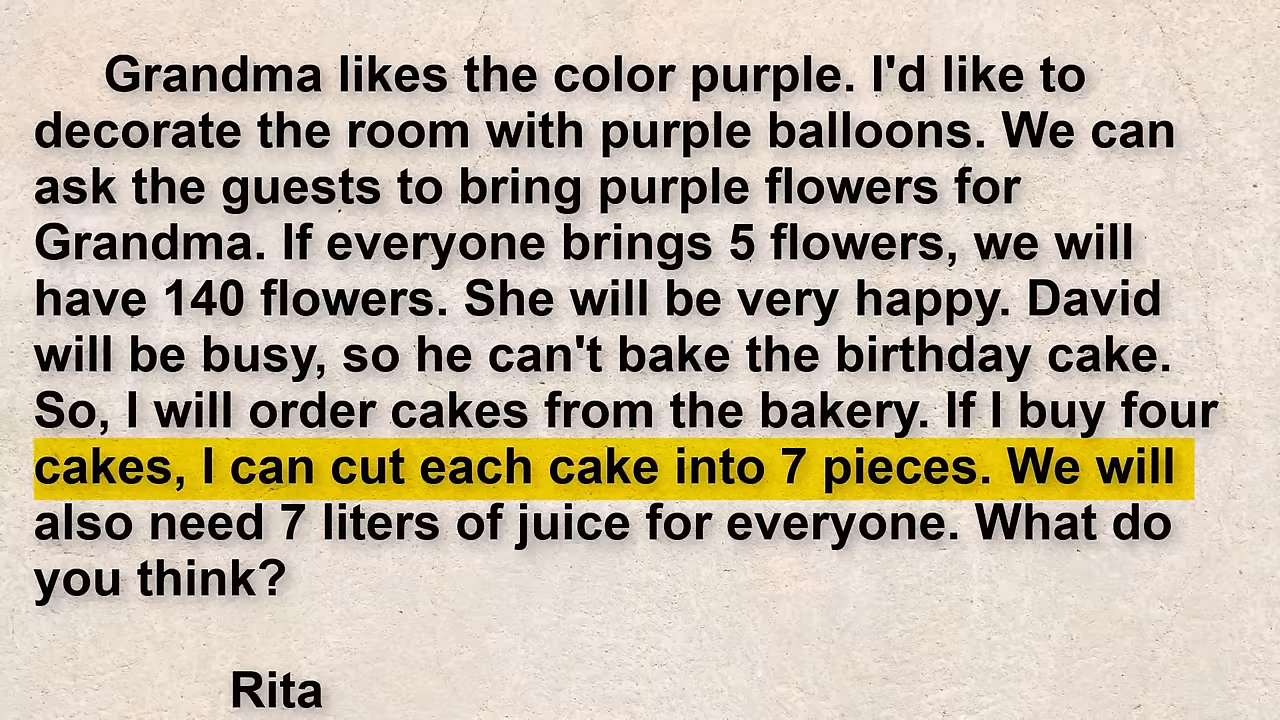 Grandma likes the color purple. I'd like to
decorate the room with purple balloons. We can
ask the guests to bring purple flowers for
Grandma. If everyone brings 5 flowers, we will
have 140 flowers. She will be very happy. David
will be busy, so he can't bake the birthday cake.
So, I will order cakes from the bakery. If I buy four
cakes, I can cut each cake into 7 pieces. We will
also need 7 liters of juice for everyone. What do
you think?
Rita